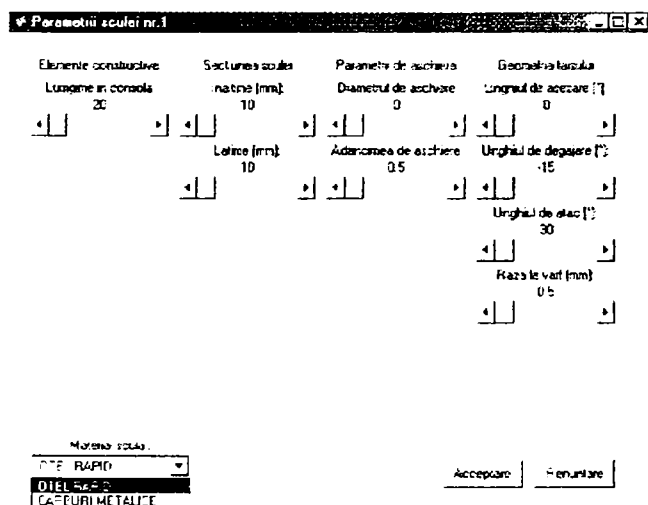 Parametrii sculei nr.1
Elemente constructive
Lungime in consola
20
Sectiunea sculei
Inaltime [mm]:
10
Latime [mm]:
10
Parametri de aschiere
Diametrul de aschiere
0
Adancimea de aschiere
0.5
Geometria taisului
Unghiul de asezare [°]:
0
Unghiul de degajare [°]:
-15
Unghiul de atac [°]:
30
Raza la varf [mm]:
0.5
Material scula:
OTEL RAPID
OTEL RAPID
CARBURI METALICE
Acceptare
Renuntare